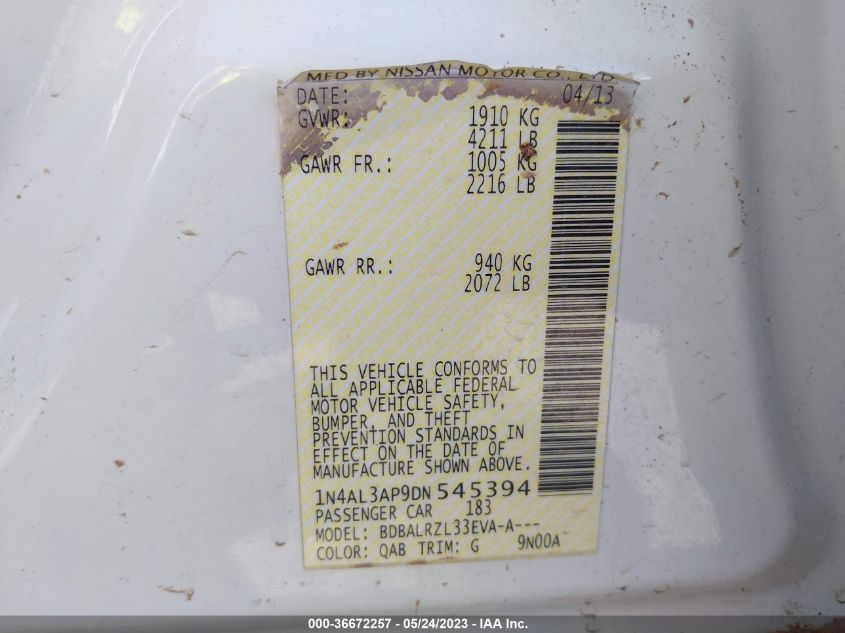 MFD BY NISSAN MOTOR CO., LTD.
DATE: 04/13
GVWR: 1910 KG
4211 LB
GAWR FR.: 1005 KG
2216 LB
GAWR RR.: 940 KG
2072 LB
THIS VEHICLE CONFORMS TO
ALL APPLICABLE FEDERAL
MOTOR VEHICLE SAFETY,
BUMPER, AND THEFT
PREVENTION STANDARDS IN
EFFECT ON THE DATE OF
MANUFACTURE SHOWN ABOVE.
1N4AL3AP9DN545394
PASSENGER CAR 183
MODEL: BDBALRZL33EVA-A---
COLOR: QAB TRIM: G 9N00A
000-36672257 - 05/24/2023 - IAA Inc.